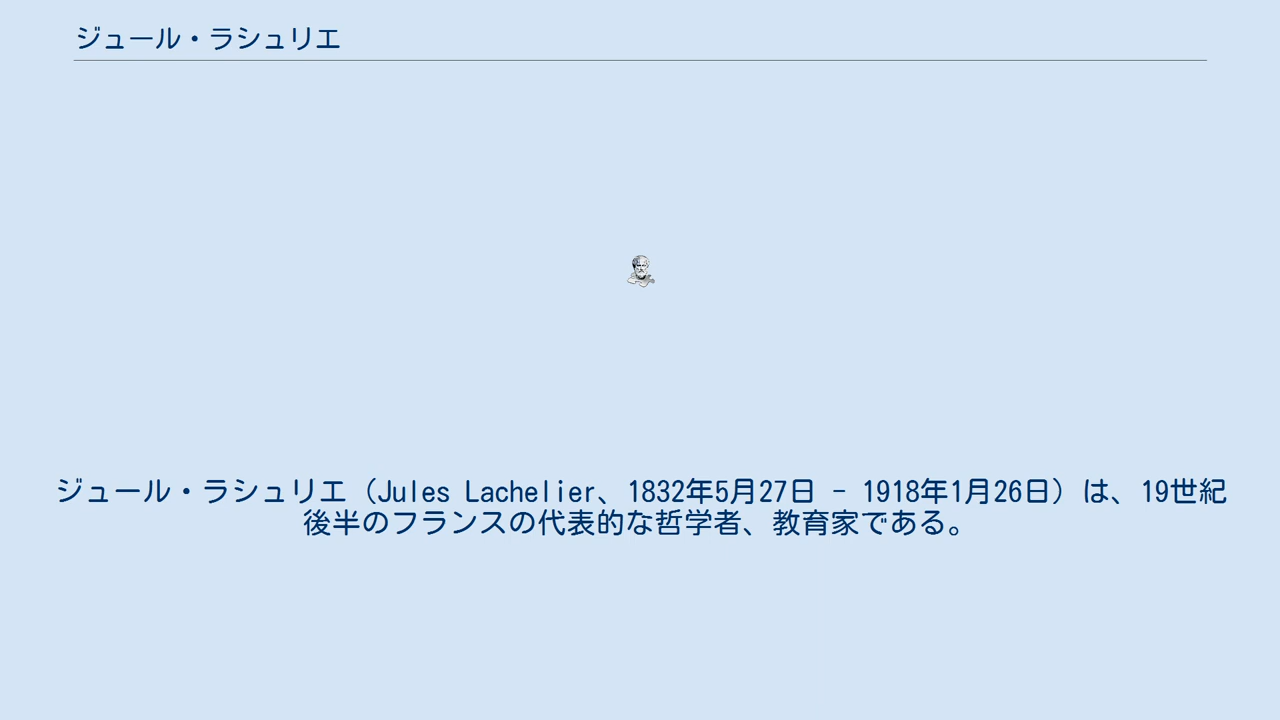 ジュール・ラシュリエ
ジュール・ラシュリエ（Jules Lachelier、1832年5月27日 - 1918年1月26日）は、19世紀
後半のフランスの代表的な哲学者、教育家である。